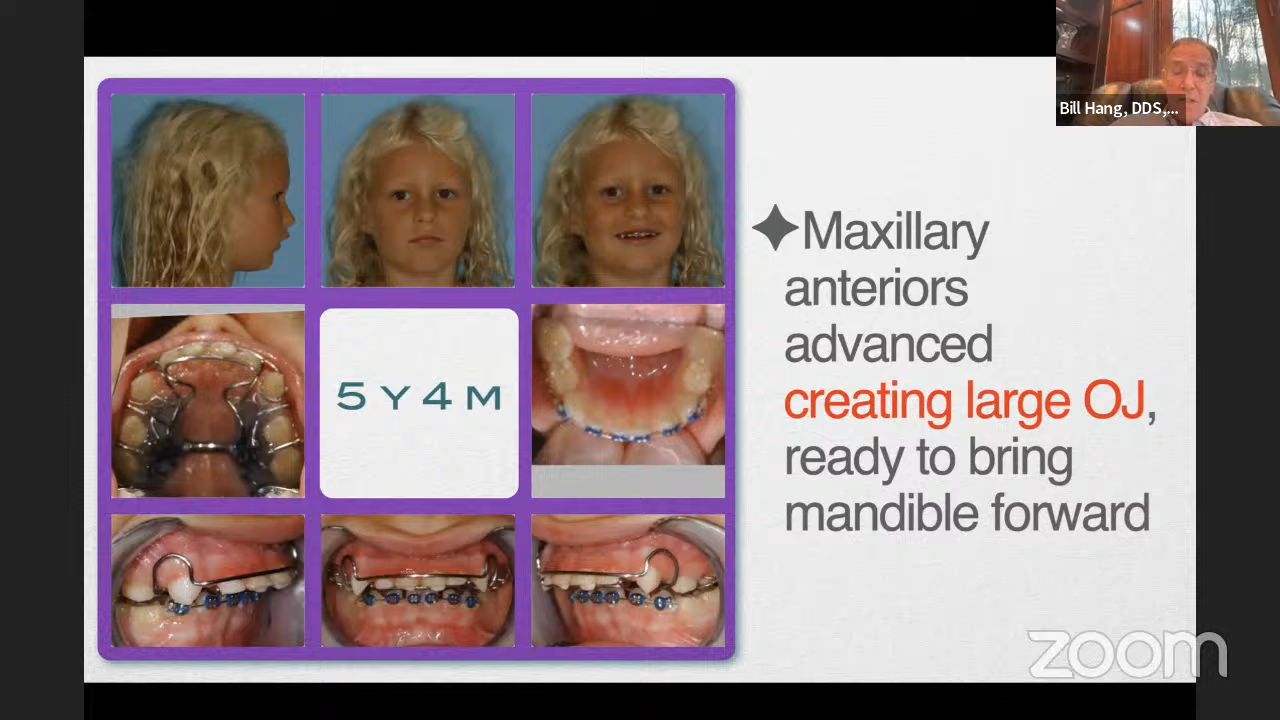 Bill Hang, DDS,...
Maxillary
anteriors
advanced
creating large OJ,
ready to bring
mandible forward
5 Y 4 M
zoom